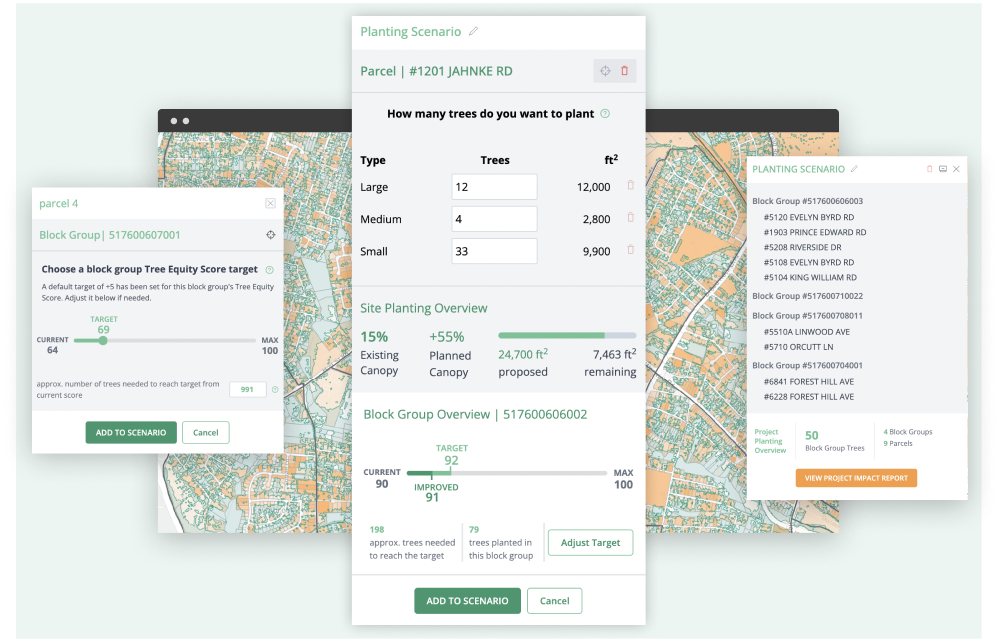 Planting Scenario
Parcel | #1201 JAHNKE RD
How many trees do you want to plant
Type Trees ft²
Large 12 12,000
Medium 4 2,800
Small 33 9,900
Site Planting Overview
15% +55%
Existing Planned 24,700 ft² 7,463 ft²
Canopy Canopy proposed remaining
Block Group Overview | 517600606002
TARGET
92
CURRENT MAX
90 100
IMPROVED
91
198 79
approx. trees needed trees planted in
to reach the target this block group
Adjust Target
ADD TO SCENARIO Cancel
parcel 4
Block Group| 517600607001
Choose a block group Tree Equity Score target
A default target of +5 has been set for this block group's Tree Equity
Score. Adjust it below if needed.
TARGET
69
CURRENT MAX
64 100
approx. number of trees needed to reach target from
current score
991
ADD TO SCENARIO Cancel
PLANTING SCENARIO
Block Group #517600606003
#5120 EVELYN BYRD RD
#1903 PRINCE EDWARD RD
#5208 RIVERSIDE DR
#5108 EVELYN BYRD RD
#5104 KING WILLIAM RD
Block Group #517600710022
Block Group #517600708011
#5510A LINWOOD AVE
#5710 ORCUTT LN
Block Group #517600704001
#6841 FOREST HILL AVE
#6228 FOREST HILL AVE
Project
Planting
Overview
50
Block Group Trees
4 Block Groups
9 Parcels
VIEW PROJECT IMPACT REPORT